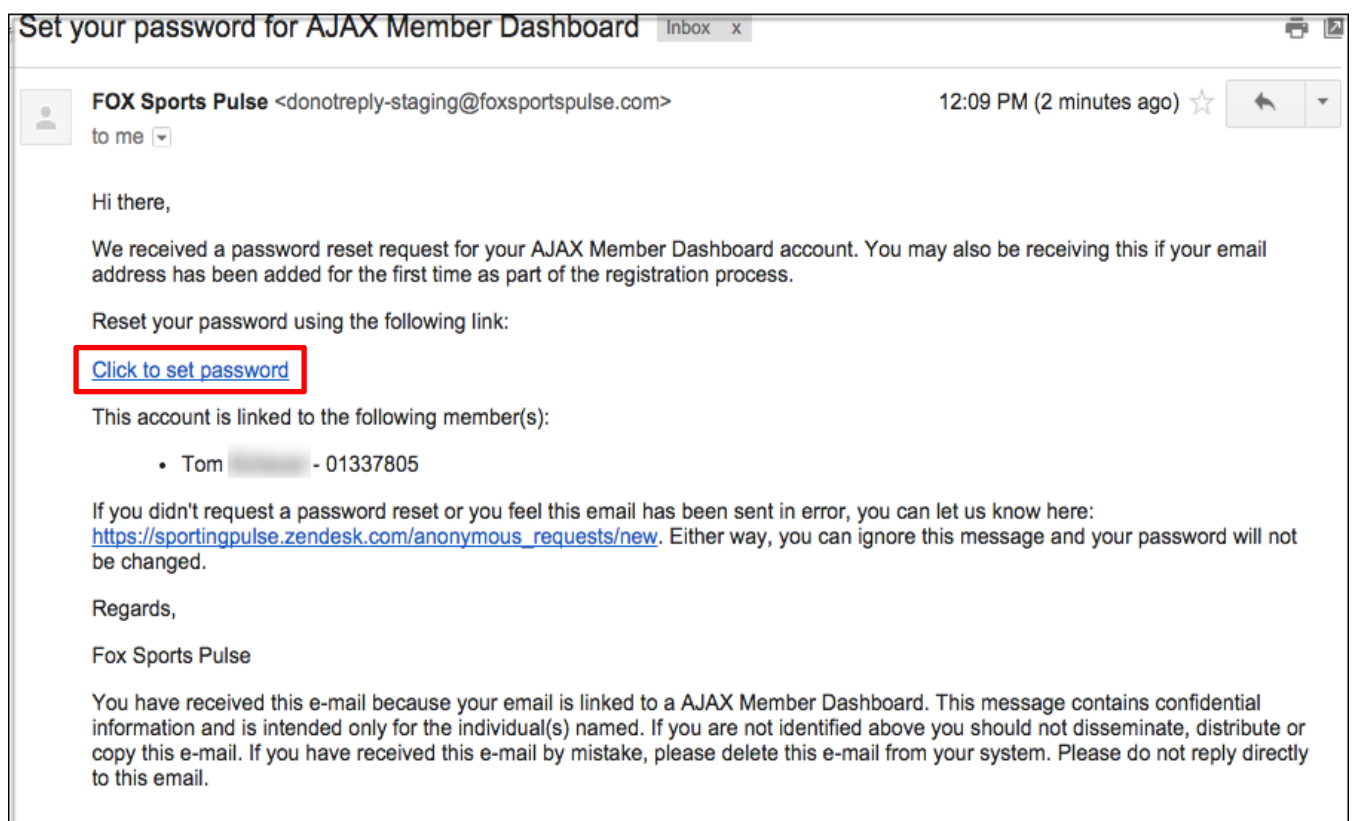 Set your password for AJAX Member Dashboard Inbox x
FOX Sports Pulse <donotreply-staging@foxsportspulse.com> 12:09 PM (2 minutes ago)
to me
Hi there,
We received a password reset request for your AJAX Member Dashboard account. You may also be receiving this if your email
address has been added for the first time as part of the registration process.
Reset your password using the following link:
Click to set password
This account is linked to the following member(s):
• Tom - 01337805
If you didn't request a password reset or you feel this email has been sent in error, you can let us know here:
https://sportingpulse.zendesk.com/anonymous_requests/new. Either way, you can ignore this message and your password will not
be changed.
Regards,
Fox Sports Pulse
You have received this e-mail because your email is linked to a AJAX Member Dashboard. This message contains confidential
information and is intended only for the individual(s) named. If you are not identified above you should not disseminate, distribute or
copy this e-mail. If you have received this e-mail by mistake, please delete this e-mail from your system. Please do not reply directly
to this email.